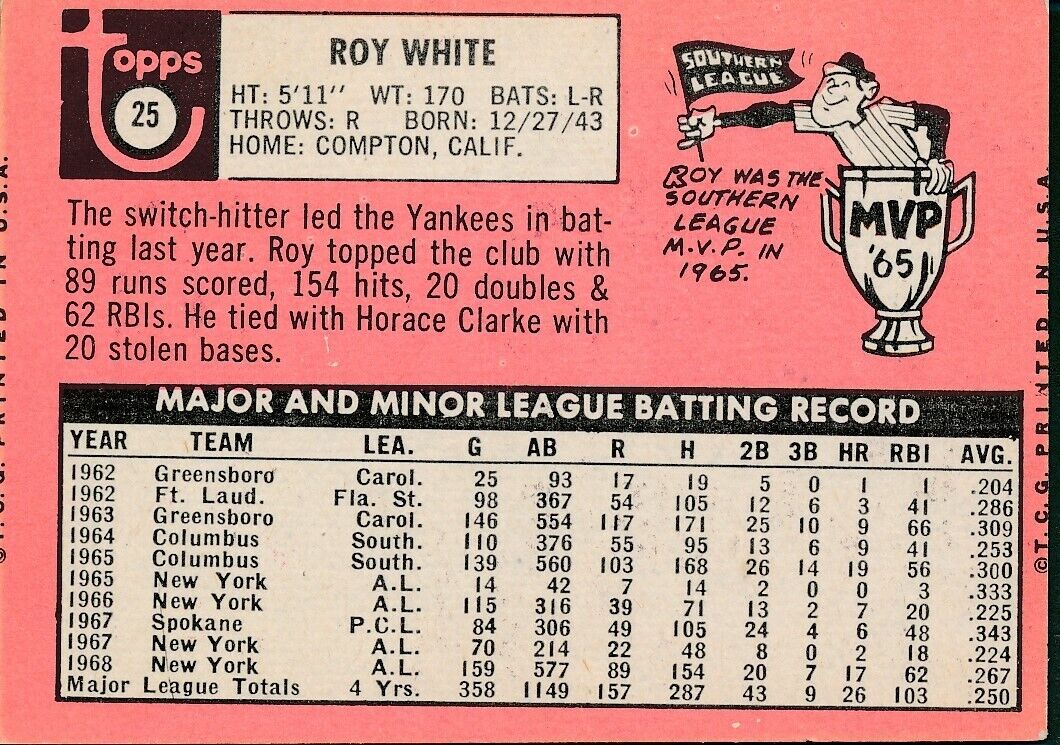 Topps
25
ROY WHITE
HT: 5'11" WT: 170 BATS: L-R
THROWS: R BORN: 12/27/43
HOME: COMPTON, CALIF.
The switch-hitter led the Yankees in bat-
ting last year. Roy topped the club with
89 runs scored, 154 hits, 20 doubles &
62 RBIs. He tied with Horace Clarke with
20 stolen bases.
SOUTHERN
LEAGUE
ROY WAS THE
SOUTHERN
LEAGUE
M.V.P. IN
1965.
MVP
'65
MAJOR AND MINOR LEAGUE BATTING RECORD
YEAR TEAM LEA. G AB R H 2B 3B HR RBI AVG.
1962 Greensboro Carol. 25 93 17 19 5 0 1 1 .204
1962 Ft. Laud. Fla. St. 98 367 54 105 12 6 3 41 .286
1963 Greensboro Carol. 146 554 117 171 25 10 9 66 .309
1964 Columbus South. 110 376 55 95 13 6 9 41 .253
1965 Columbus South. 139 560 103 168 26 14 19 56 .300
1965 New York A.L. 14 42 7 14 2 0 0 3 .333
1966 New York A.L. 115 316 39 71 13 2 7 20 .225
1967 Spokane P.C.L. 84 306 49 105 24 4 6 48 .343
1967 New York A.L. 70 214 22 48 8 0 2 18 .224
1968 New York A.L. 159 577 89 154 20 7 17 62 .267
Major League Totals 4 Yrs. 358 1149 157 287 43 9 26 103 .250
©T.C.G. PRINTED IN U.S.A.
©T.C.G. PRINTED IN U.S.A.